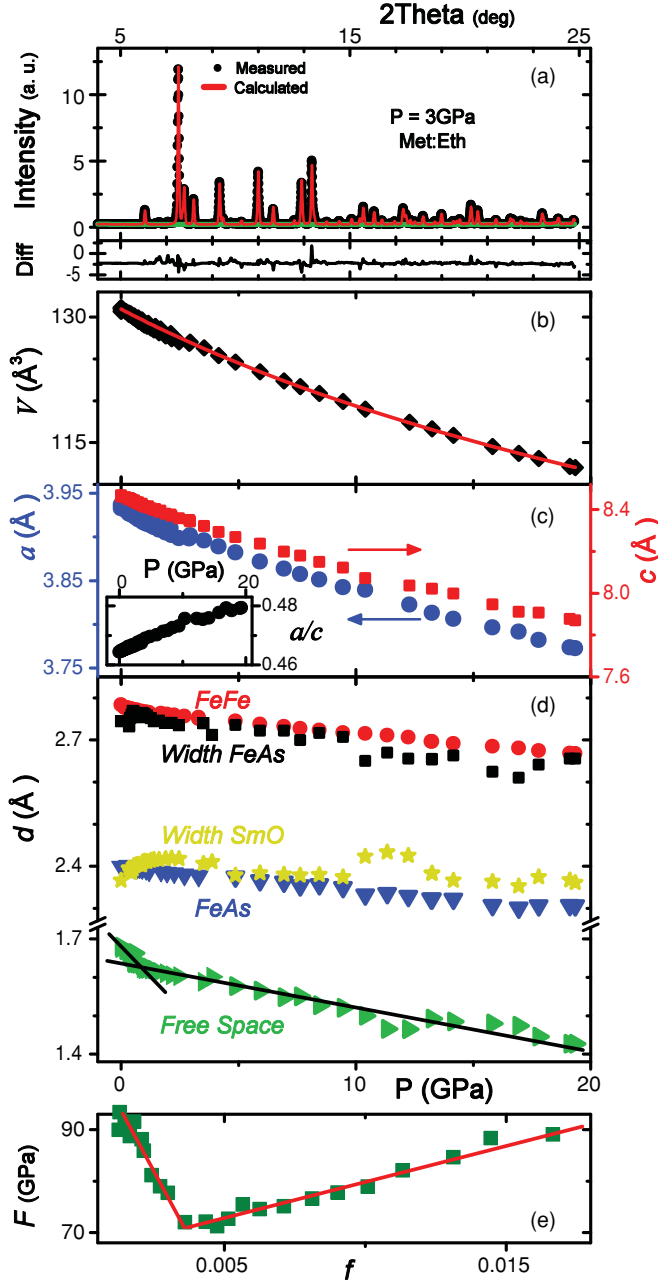 2Theta (deg)
5 15 25
(a)
Measured
Calculated
P = 3GPa
Met:Eth
Intensity (a. u.)
10
5
0
Diff
0
-5
(b)
V (Å³)
130
115
(c)
a (Å)
3.95
3.85
3.75
c (Å)
8.4
8.0
7.6
P (GPa)
0 20
a/c
0.48
0.46
(d)
FeFe
Width FeAs
d (Å)
2.7
Width SmO
2.4
FeAs
1.7
Free Space
1.4
0 10 20
P (GPa)
F (GPa)
90
70
(e)
0.005 0.015
f